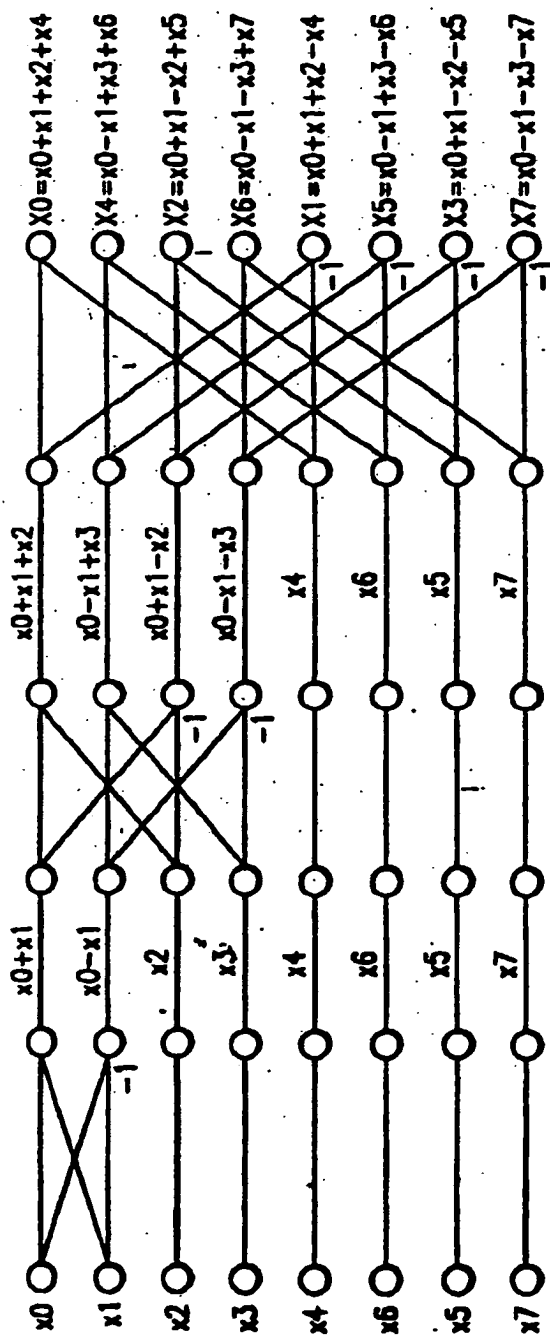 x0
x1
x2
x3
x4
x6
x5
x7
-1
x0+x1
x0-x1
x2
x3
x4
x6
x5
x7
-1
-1
x0+x1+x2
x0-x1+x3
x0+x1-x2
x0-x1-x3
x4
x6
x5
x7
-1
-1
-1
-1
X0=x0+x1+x2+x4
X4=x0-x1+x3+x6
X2=x0+x1-x2+x5
X6=x0-x1-x3+x7
X1=x0+x1+x2-x4
X5=x0-x1+x3-x6
X3=x0+x1-x2-x5
X7=x0-x1-x3-x7